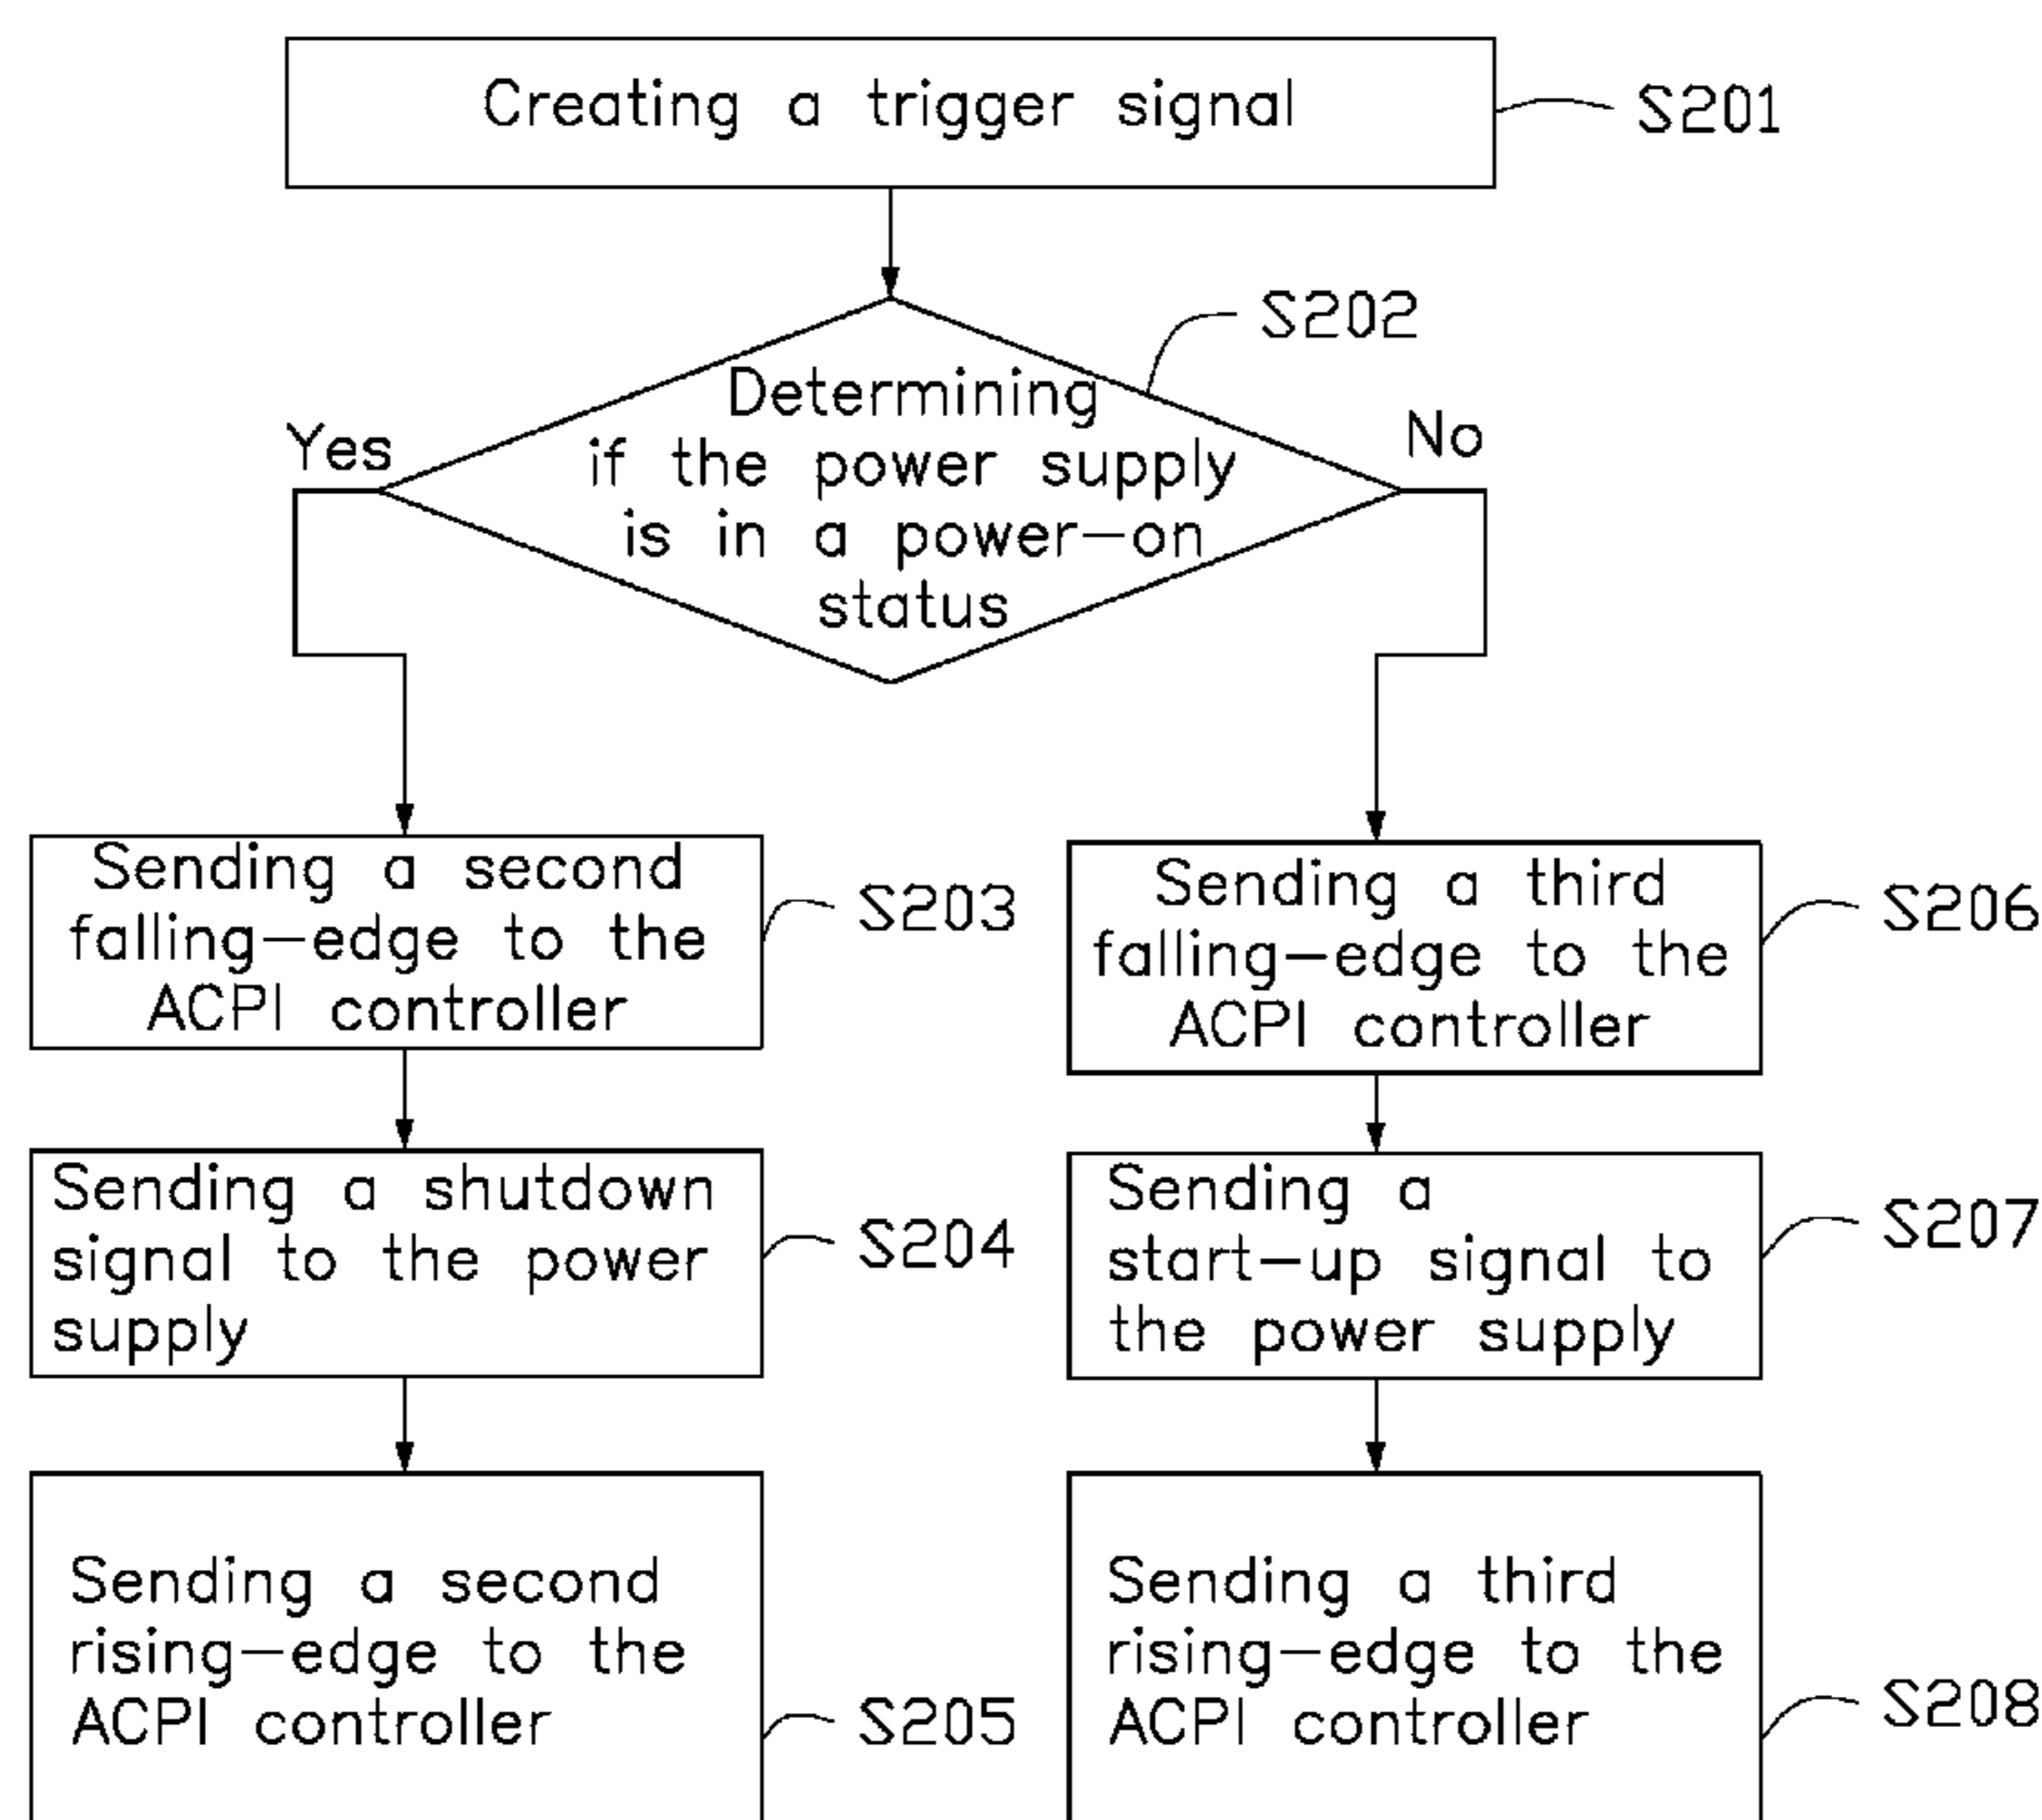 Creating a trigger signal
S201
S202
Determining
if the power supply
is in a power-on
status
Yes
No
Sending a second
falling-edge to the
ACPI controller
S203
Sending a shutdown
signal to the power
supply
S204
Sending a second
rising-edge to the
ACPI controller
S205
Sending a third
falling-edge to the
ACPI controller
S206
Sending a
start-up signal to
the power supply
S207
Sending a third
rising-edge to the
ACPI controller
S208